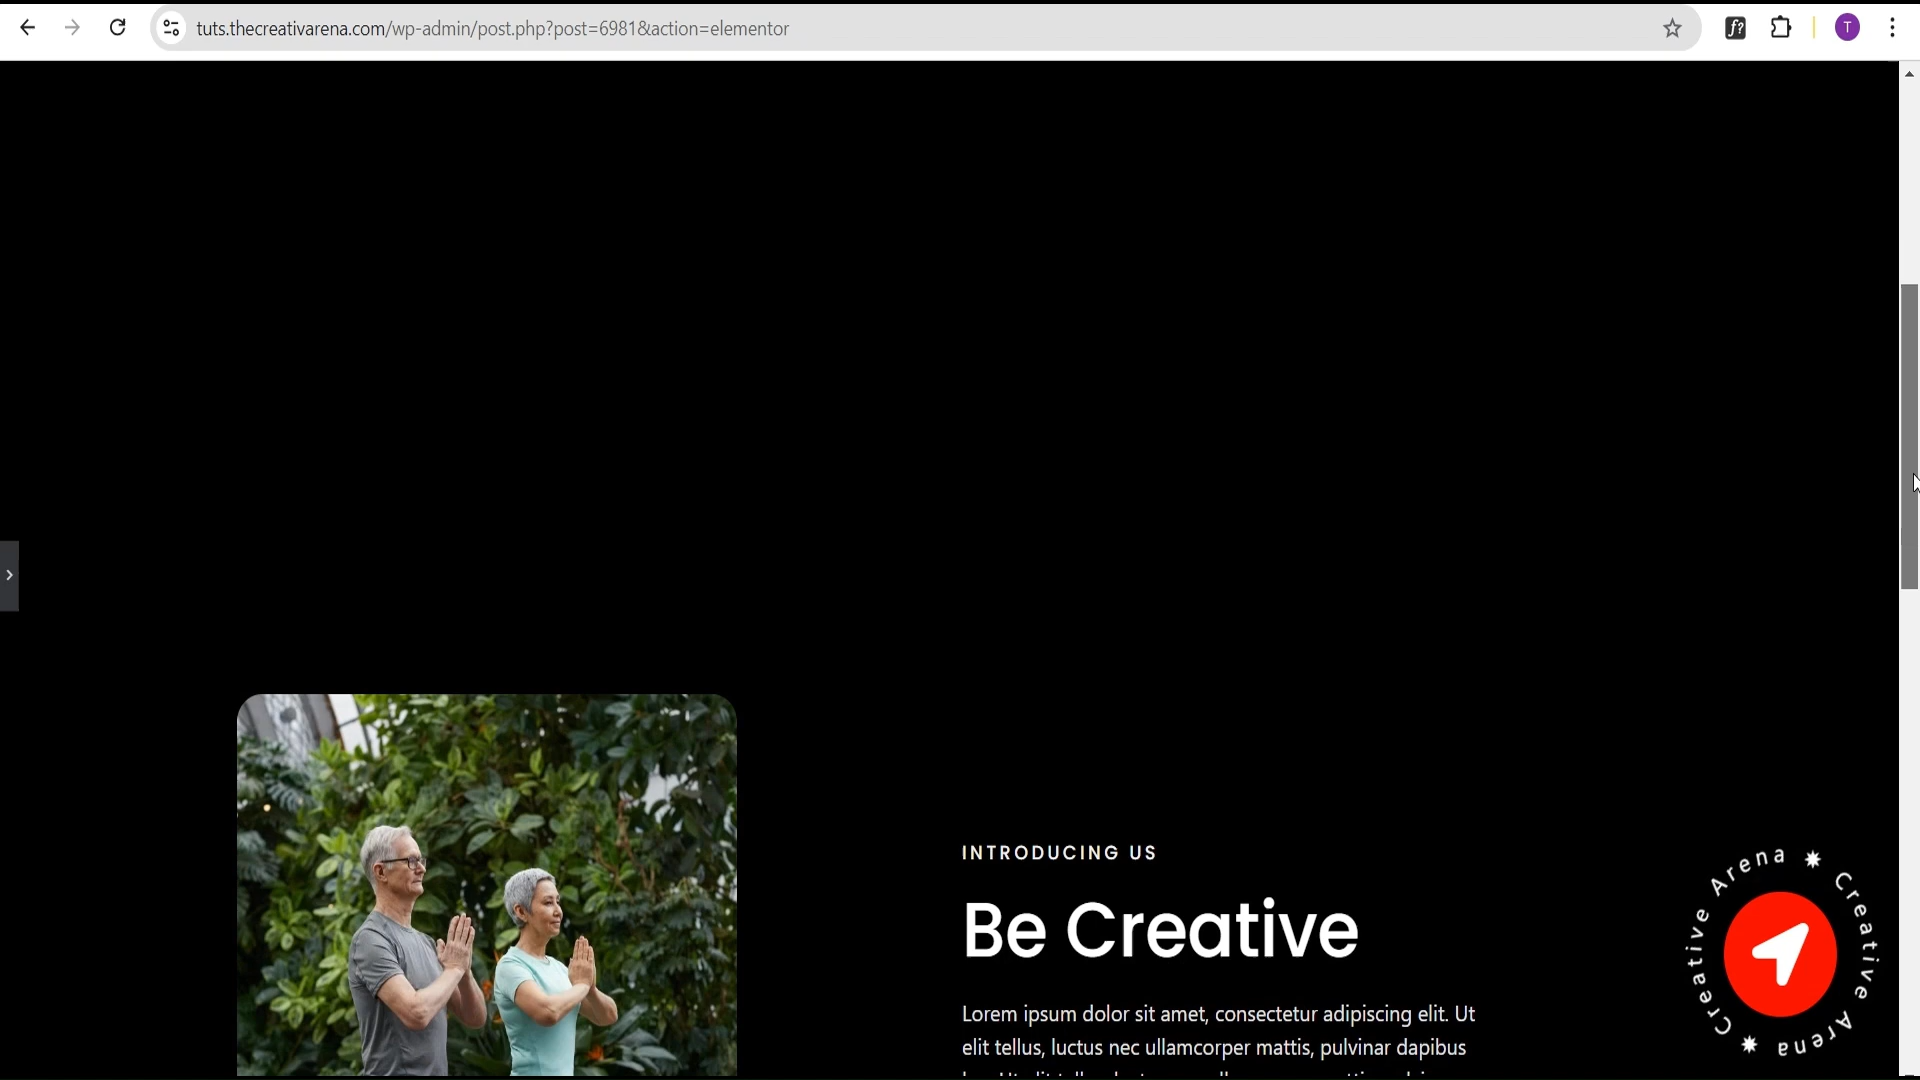 tuts.thecreativarena.com/wp-admin/post.php?post=6981&action=elementor
f?
T
INTRODUCING US
Be Creative
Lorem ipsum dolor sit amet, consectetur adipiscing elit. Ut
elit tellus, luctus nec ullamcorper mattis, pulvinar dapibus
Creative Arena ✸ Creative Arena ✸